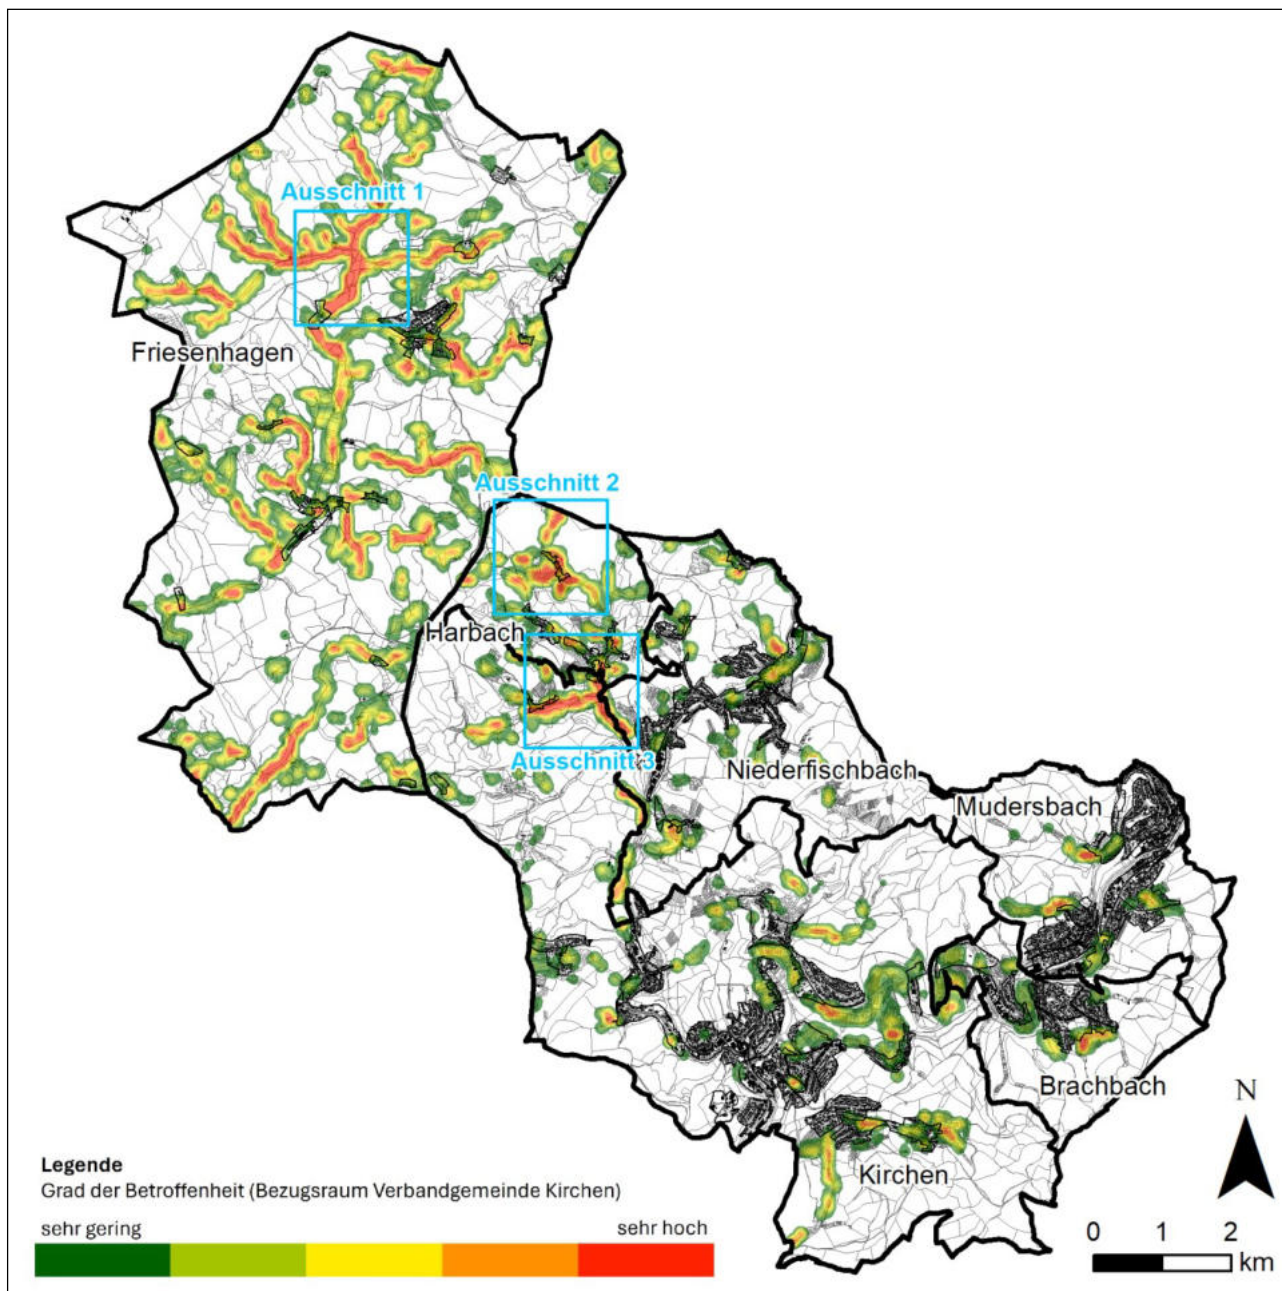 Ausschnitt 1
Friesenhagen
Ausschnitt 2
Harbach
Ausschnitt 3
Niederfischbach
Mudersbach
Brachbach
Kirchen
N
Legende
Grad der Betroffenheit (Bezugsraum Verbandgemeinde Kirchen)
sehr gering sehr hoch
0 1 2
km